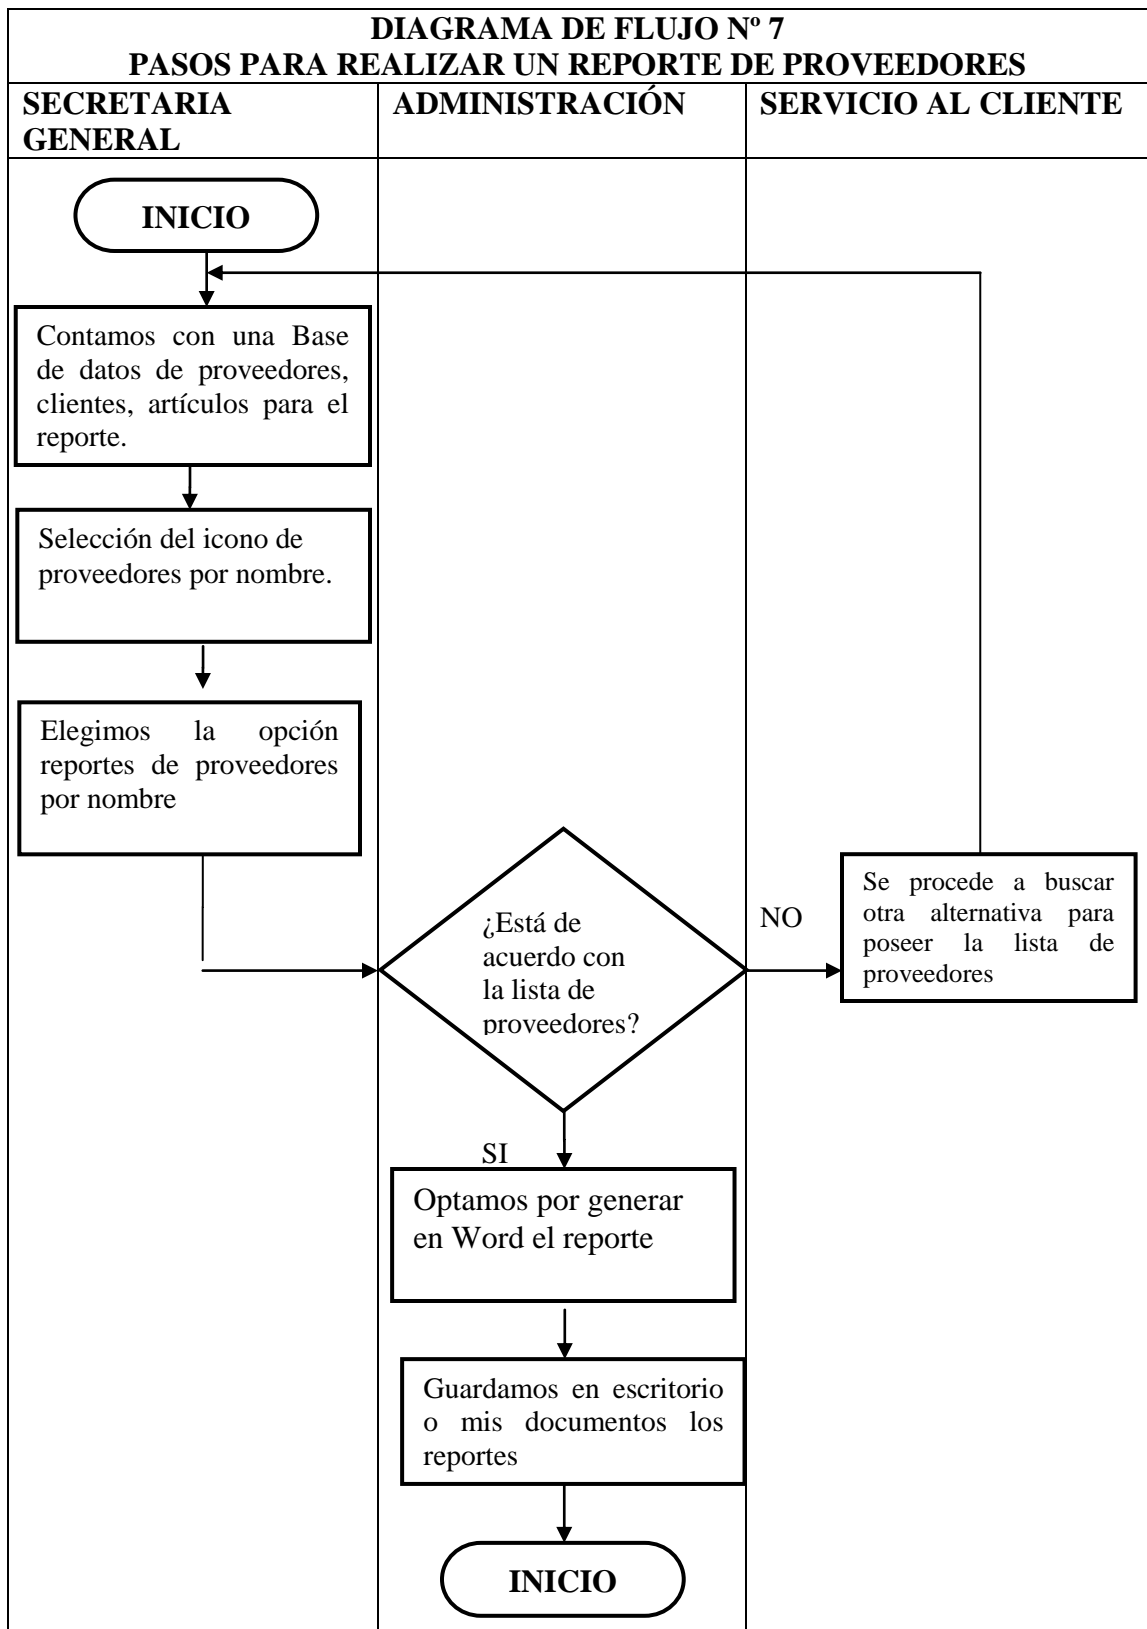 DIAGRAMA DE FLUJO Nº 7
PASOS PARA REALIZAR UN REPORTE DE PROVEEDORES
SECRETARIA
GENERAL
ADMINISTRACIÓN
SERVICIO AL CLIENTE
INICIO
Contamos con una Base
de datos de proveedores,
clientes, artículos para el
reporte.
Selección del icono de
proveedores por nombre.
Elegimos la opción
reportes de proveedores
por nombre
¿Está de
acuerdo con
la lista de
proveedores?
NO
Se procede a buscar
otra alternativa para
poseer la lista de
proveedores
SI
Optamos por generar
en Word el reporte
Guardamos en escritorio
o mis documentos los
reportes
INICIO